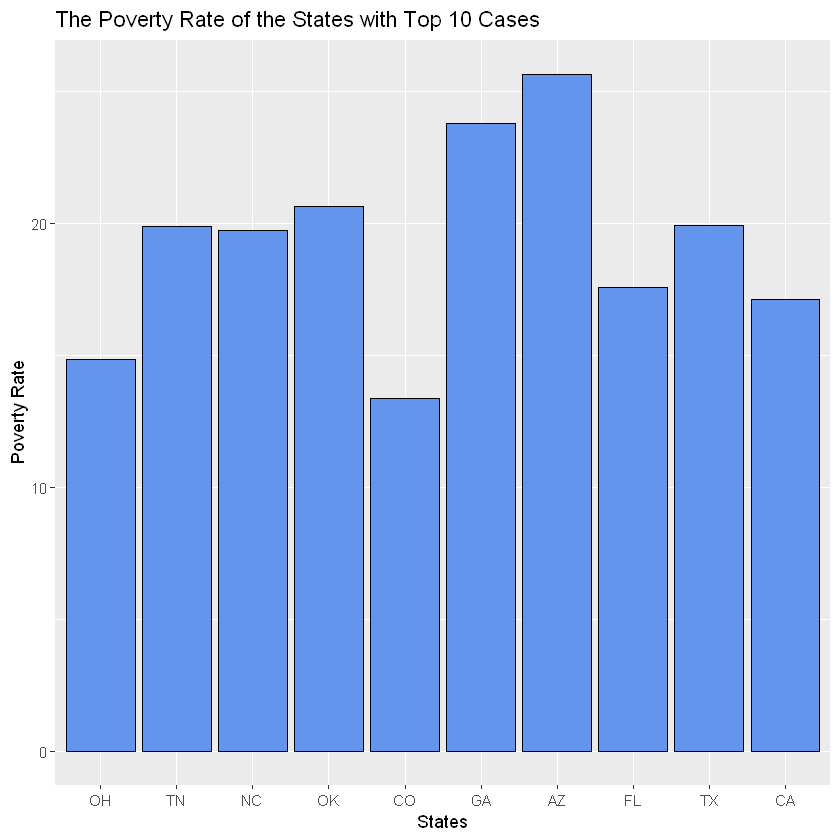 The Poverty Rate of the States with Top 10 Cases
Poverty Rate
20
10
0
OH TN NC OK CO GA AZ FL TX CA
States